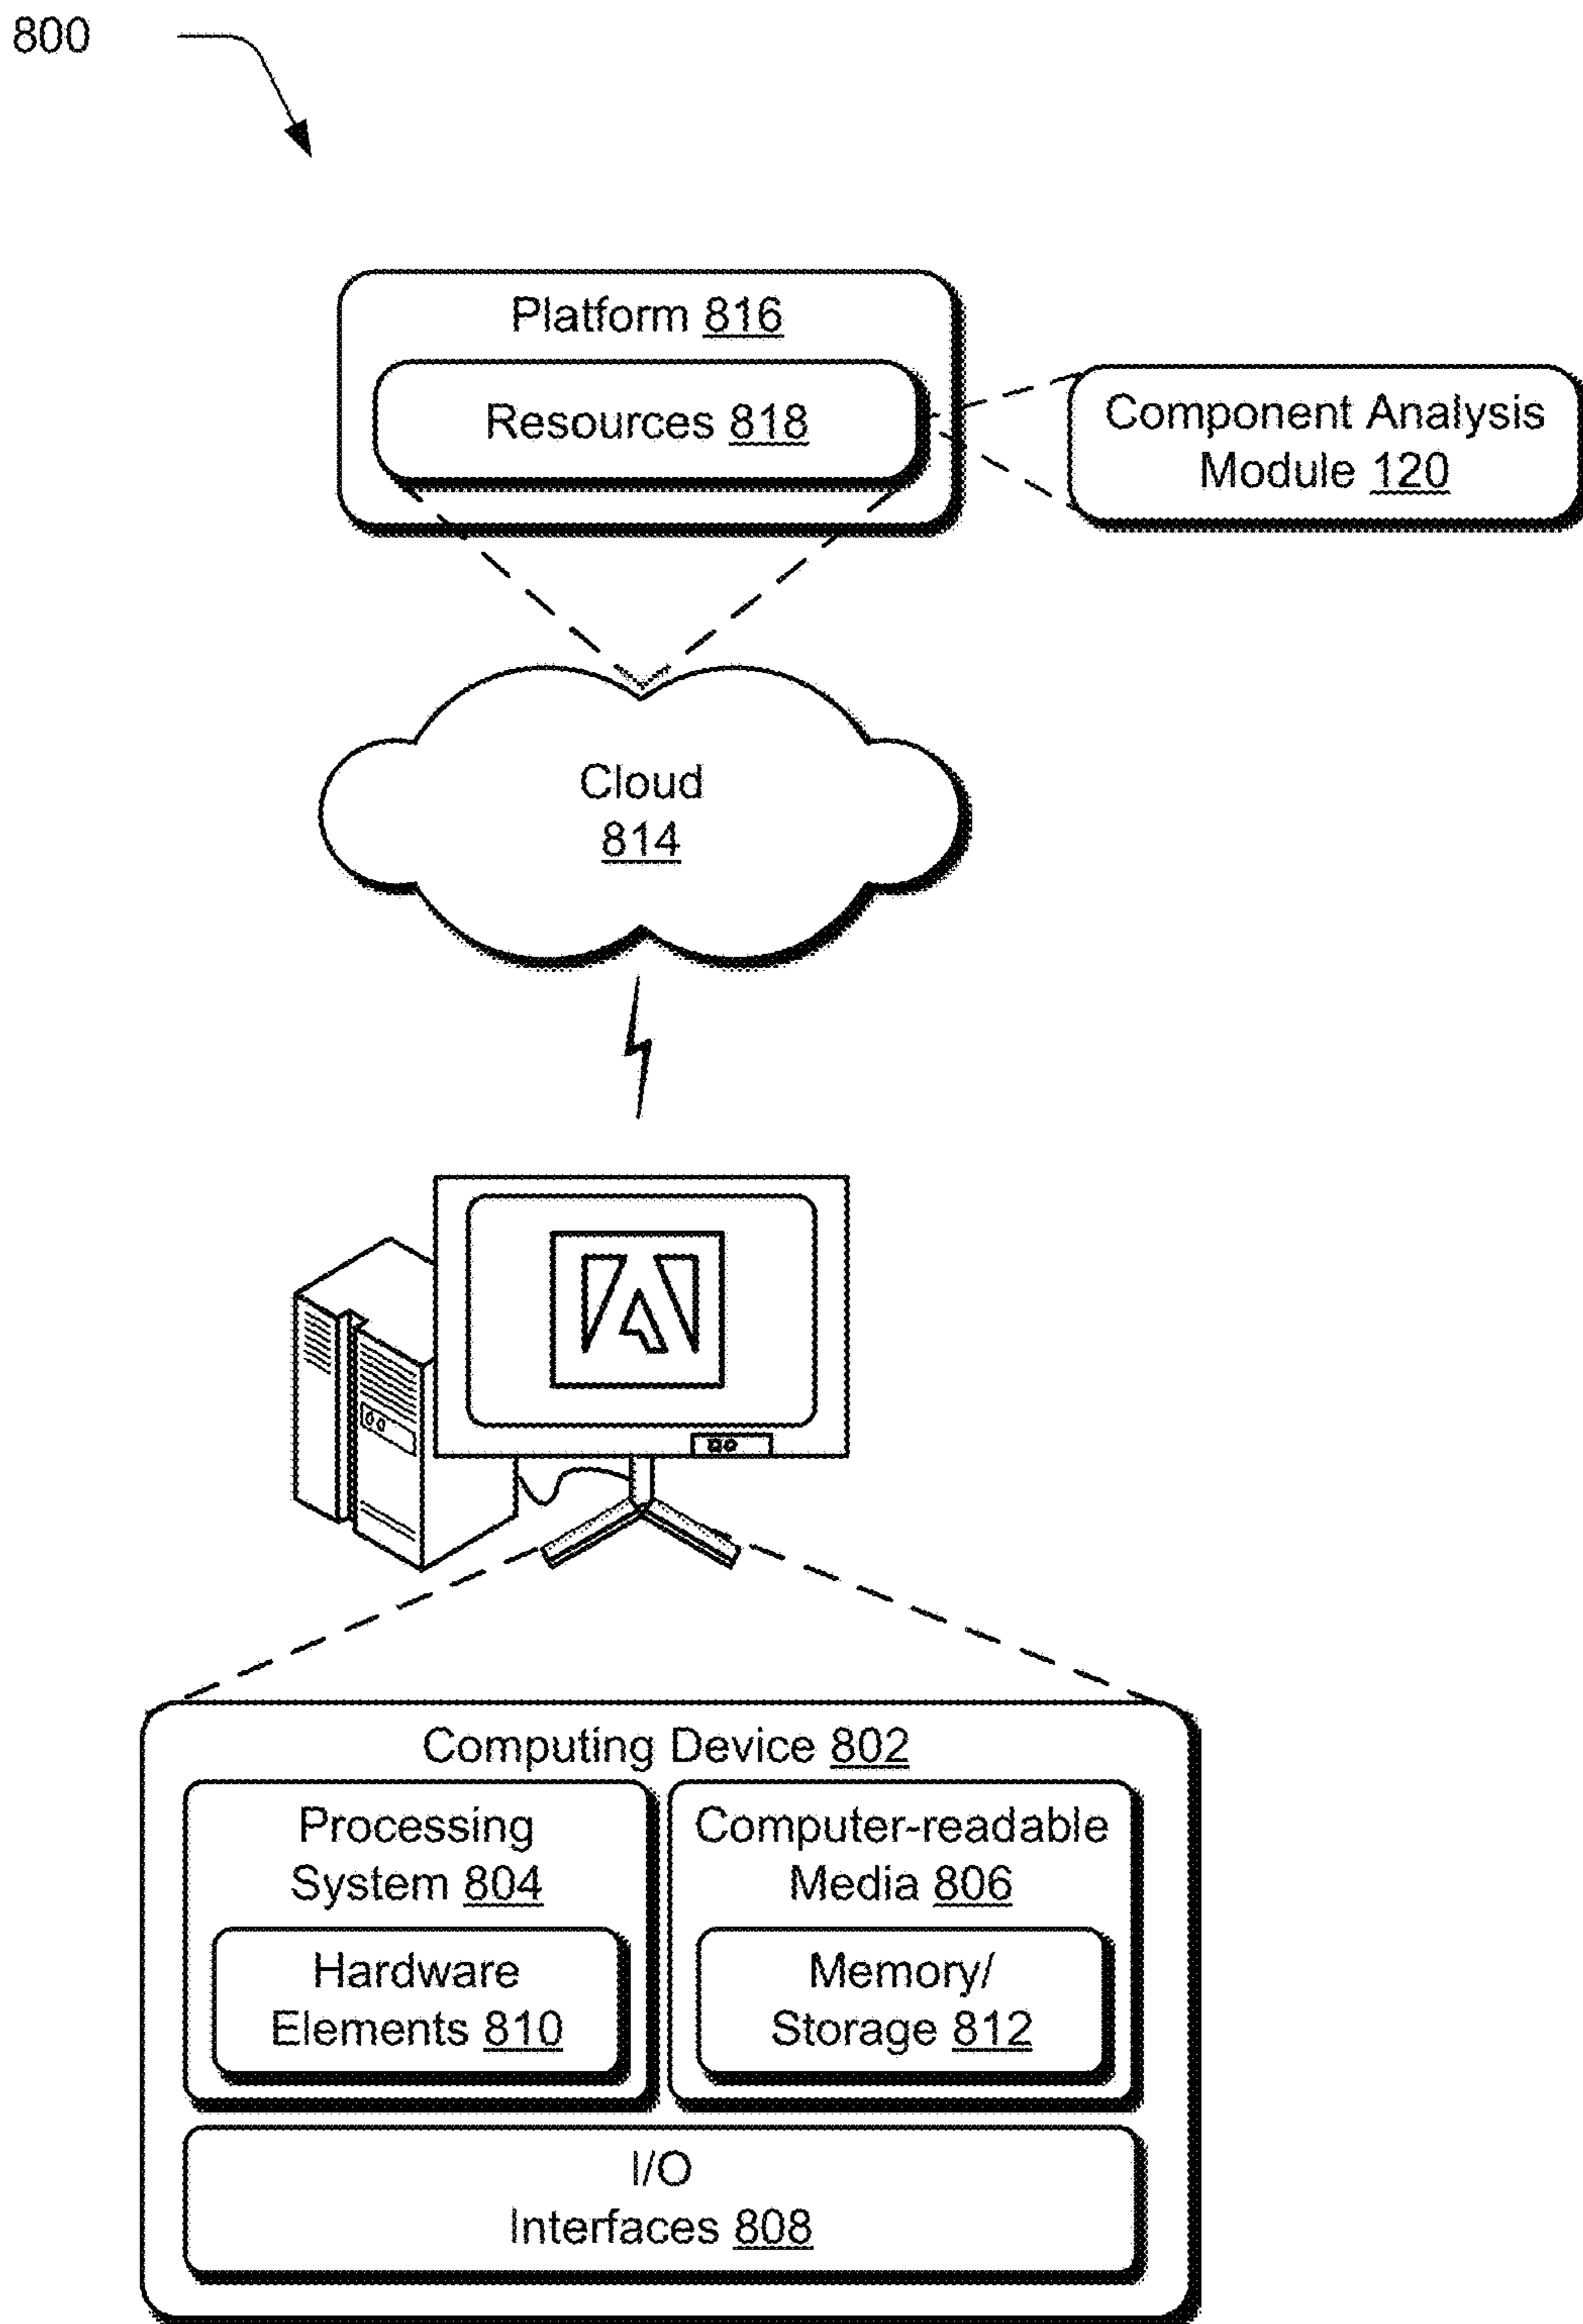 800
Platform 816
Resources 818
Component Analysis
Module 120
Cloud
814
Computing Device 802
Processing
System 804
Hardware
Elements 810
Computer-readable
Media 806
Memory/
Storage 812
I/O
Interfaces 808